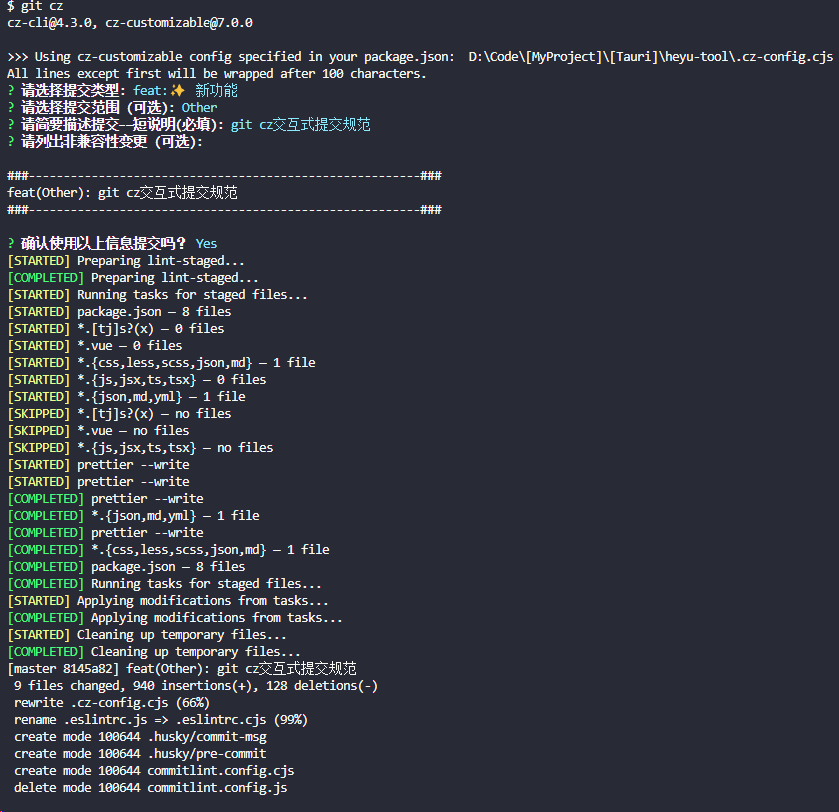 $ git cz
cz-cli@4.3.0, cz-customizable@7.0.0
>>> Using cz-customizable config specified in your package.json:  D:\Code\[MyProject]\[Tauri]\heyu-tool\.cz-config.cjs
All lines except first will be wrapped after 100 characters.
? 请选择提交类型: feat:✨ 新功能
? 请选择提交范围 (可选): Other
? 请简要描述提交--短说明(必填): git cz交互式提交规范
? 请列出非兼容性变更 (可选):
###--------------------------------------------------------###
feat(Other): git cz交互式提交规范
###--------------------------------------------------------###
? 确认使用以上信息提交吗？ Yes
[STARTED] Preparing lint-staged...
[COMPLETED] Preparing lint-staged...
[STARTED] Running tasks for staged files...
[STARTED] package.json — 8 files
[STARTED] *.[tj]s?(x) — 0 files
[STARTED] *.vue — 0 files
[STARTED] *.{css,less,scss,json,md} — 1 file
[STARTED] *.{js,jsx,ts,tsx} — 0 files
[STARTED] *.{json,md,yml} — 1 file
[SKIPPED] *.[tj]s?(x) — no files
[SKIPPED] *.vue — no files
[SKIPPED] *.{js,jsx,ts,tsx} — no files
[STARTED] prettier --write
[STARTED] prettier --write
[COMPLETED] prettier --write
[COMPLETED] *.{json,md,yml} — 1 file
[COMPLETED] prettier --write
[COMPLETED] *.{css,less,scss,json,md} — 1 file
[COMPLETED] package.json — 8 files
[COMPLETED] Running tasks for staged files...
[STARTED] Applying modifications from tasks...
[COMPLETED] Applying modifications from tasks...
[STARTED] Cleaning up temporary files...
[COMPLETED] Cleaning up temporary files...
[master 8145a82] feat(Other): git cz交互式提交规范
9 files changed, 940 insertions(+), 128 deletions(-)
rewrite .cz-config.cjs (66%)
rename .eslintrc.js => .eslintrc.cjs (99%)
create mode 100644 .husky/commit-msg
create mode 100644 .husky/pre-commit
create mode 100644 commitlint.config.cjs
delete mode 100644 commitlint.config.js